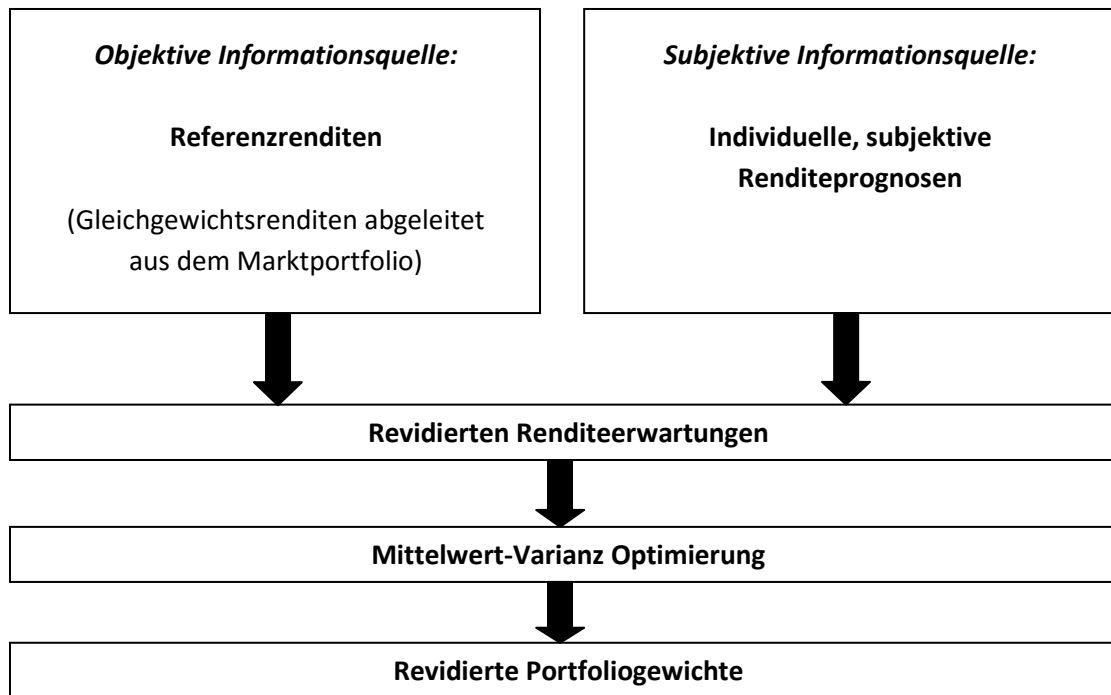 Objektive Informationsquelle:
Referenzrenditen
(Gleichgewichtsrenditen abgeleitet
aus dem Marktportfolio)
Subjektive Informationsquelle:
Individuelle, subjektive
Renditeprognosen
Revidierten Renditeerwartungen
Mittelwert-Varianz Optimierung
Revidierte Portfoliogewichte